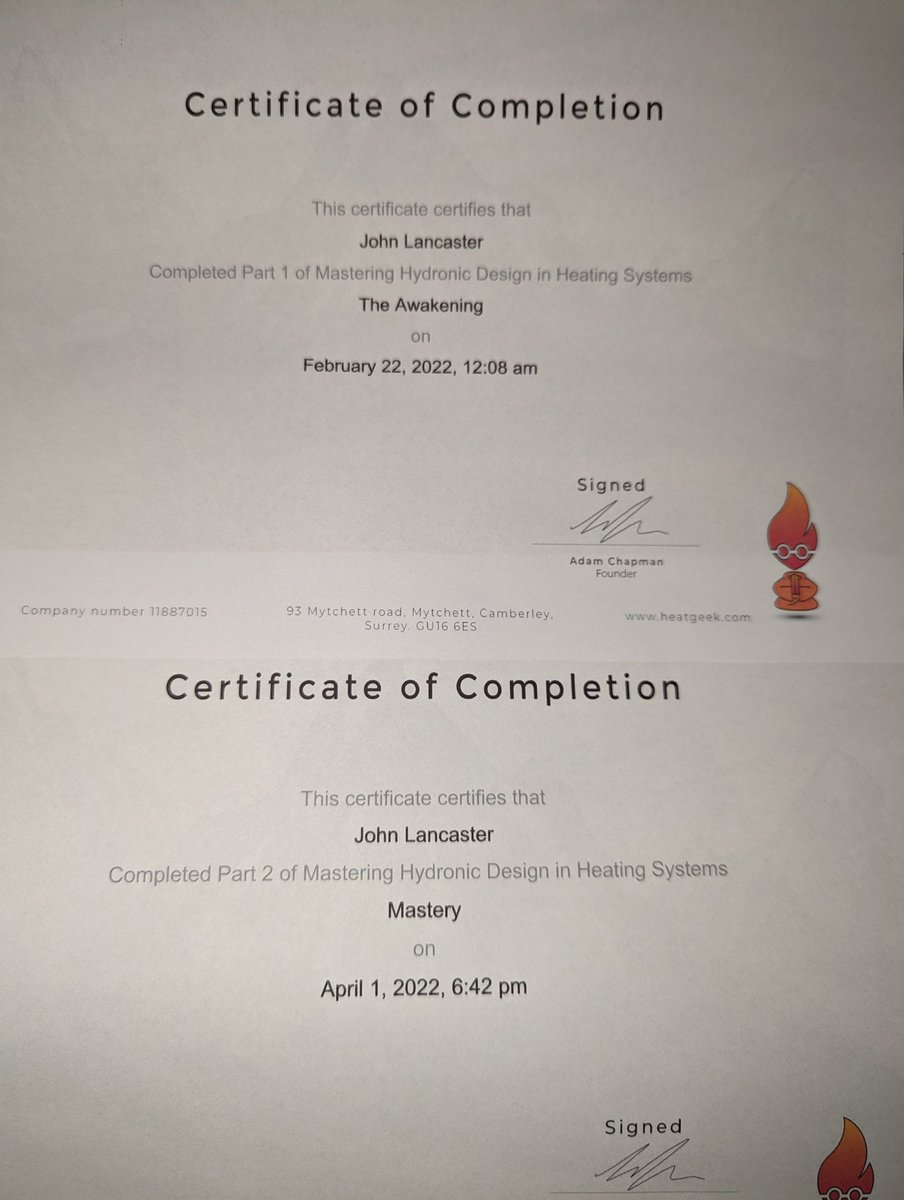 Certificate of Completion
This certificate certifies that
John Lancaster
Completed Part 1 of Mastering Hydronic Design in Heating Systems
The Awakening
on
February 22, 2022, 12:08 am
Signed
Adam Chapman
Founder
Company number 11887015
93 Mytchett road, Mytchett, Camberley,
Surrey. GU16 6ES
www.heatgeek.com
Certificate of Completion
This certificate certifies that
John Lancaster
Completed Part 2 of Mastering Hydronic Design in Heating Systems
Mastery
on
April 1, 2022, 6:42 pm
Signed